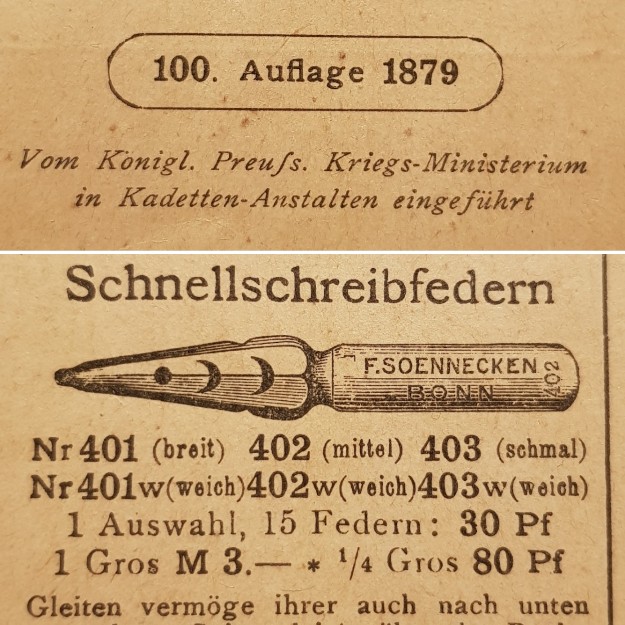 100. Auflage 1879
Vom Königl. Preuſs. Kriegs-Ministerium
in Kadetten-Anstalten eingeführt
Schnellschreibfedern
F. SOENNECKEN
BONN
402
Nr 401 (breit) 402 (mittel) 403 (schmal)
Nr 401w (weich) 402w (weich) 403w (weich)
1 Auswahl, 15 Federn: 30 Pf
1 Gros M 3.— * 1/4 Gros 80 Pf
Gleiten vermöge ihrer auch nach unten